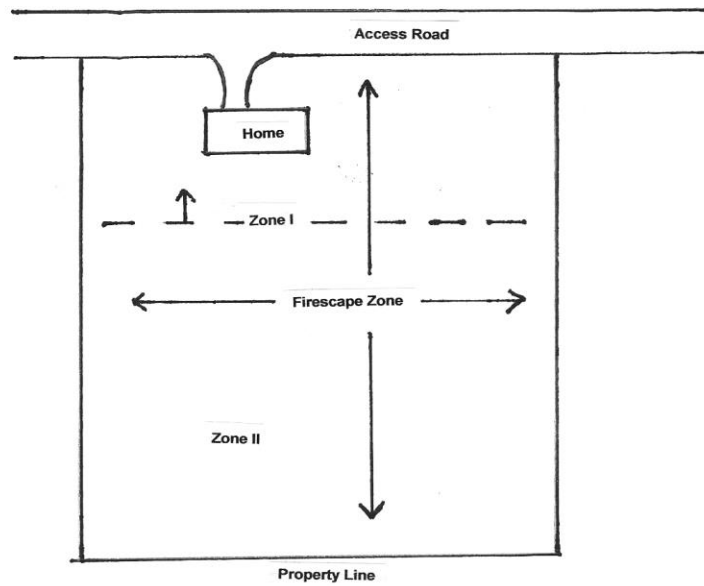 Access Road
Home
Zone I
Firescape Zone
Zone II
Property Line